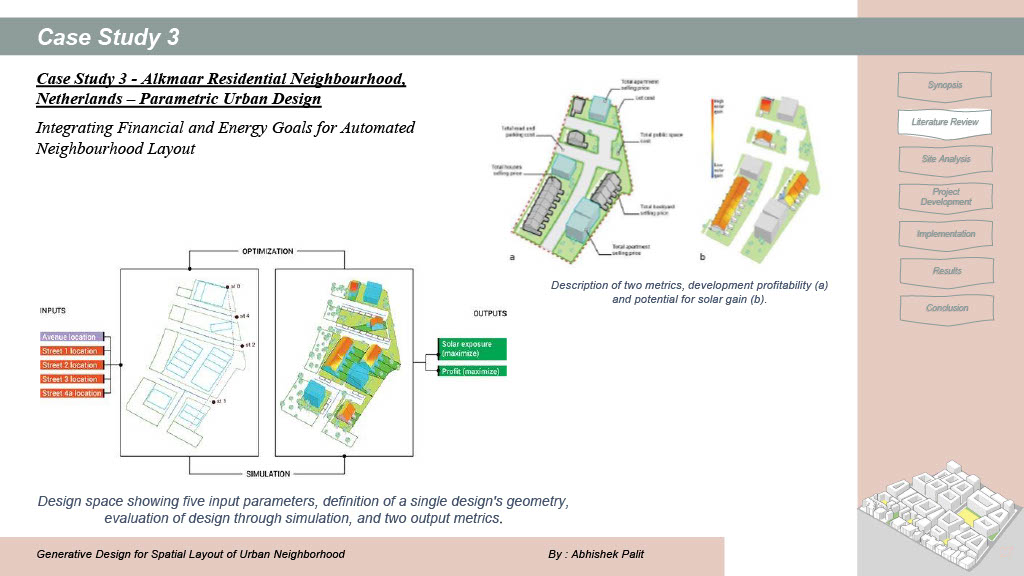 Case Study 3
Case Study 3 - Alkmaar Residential Neighbourhood,
Netherlands – Parametric Urban Design
Integrating Financial and Energy Goals for Automated
Neighbourhood Layout
Total apartment
selling price
Lot cost
Total road and
parking cost
Total public space
cost
Total houses
selling price
Total backyard
selling price
Total apartment
selling price
a
High
solar
gain
Low
solar
gain
b
Description of two metrics, development profitability (a)
and potential for solar gain (b).
OPTIMIZATION
INPUTS
Avenue location
Street 1 location
Street 2 location
Street 3 location
Street 4a location
st 4
st 2
st 1
OUTPUTS
Solar exposure
(maximize)
Profit (maximize)
SIMULATION
Design space showing five input parameters, definition of a single design's geometry,
evaluation of design through simulation, and two output metrics.
Synopsis
Literature Review
Site Analysis
Project
Development
Implementation
Results
Conclusion
Generative Design for Spatial Layout of Urban Neighborhood
By : Abhishek Palit